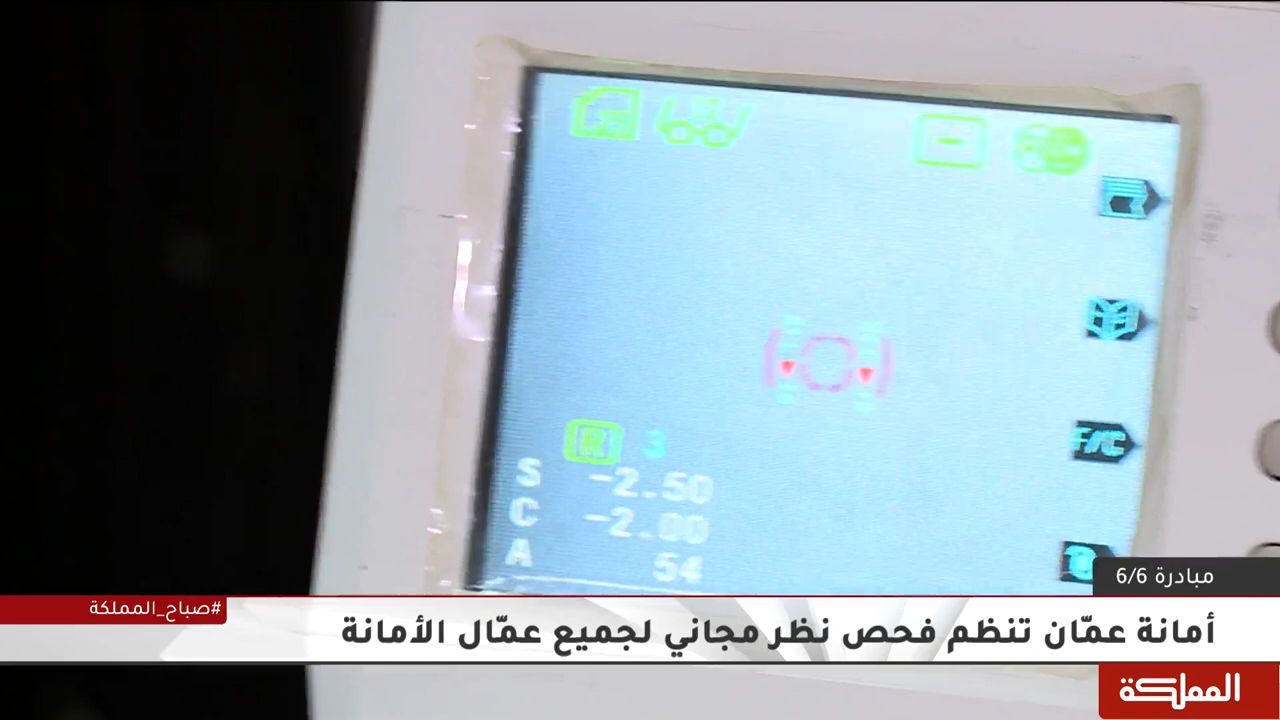 R 3
S -2.50
C -2.00
A 54
F/C
مبادرة 6/6
#صباح_المملكة
أمانة عمّان تنظم فحص نظر مجاني لجميع عمّال الأمانة
المملكة